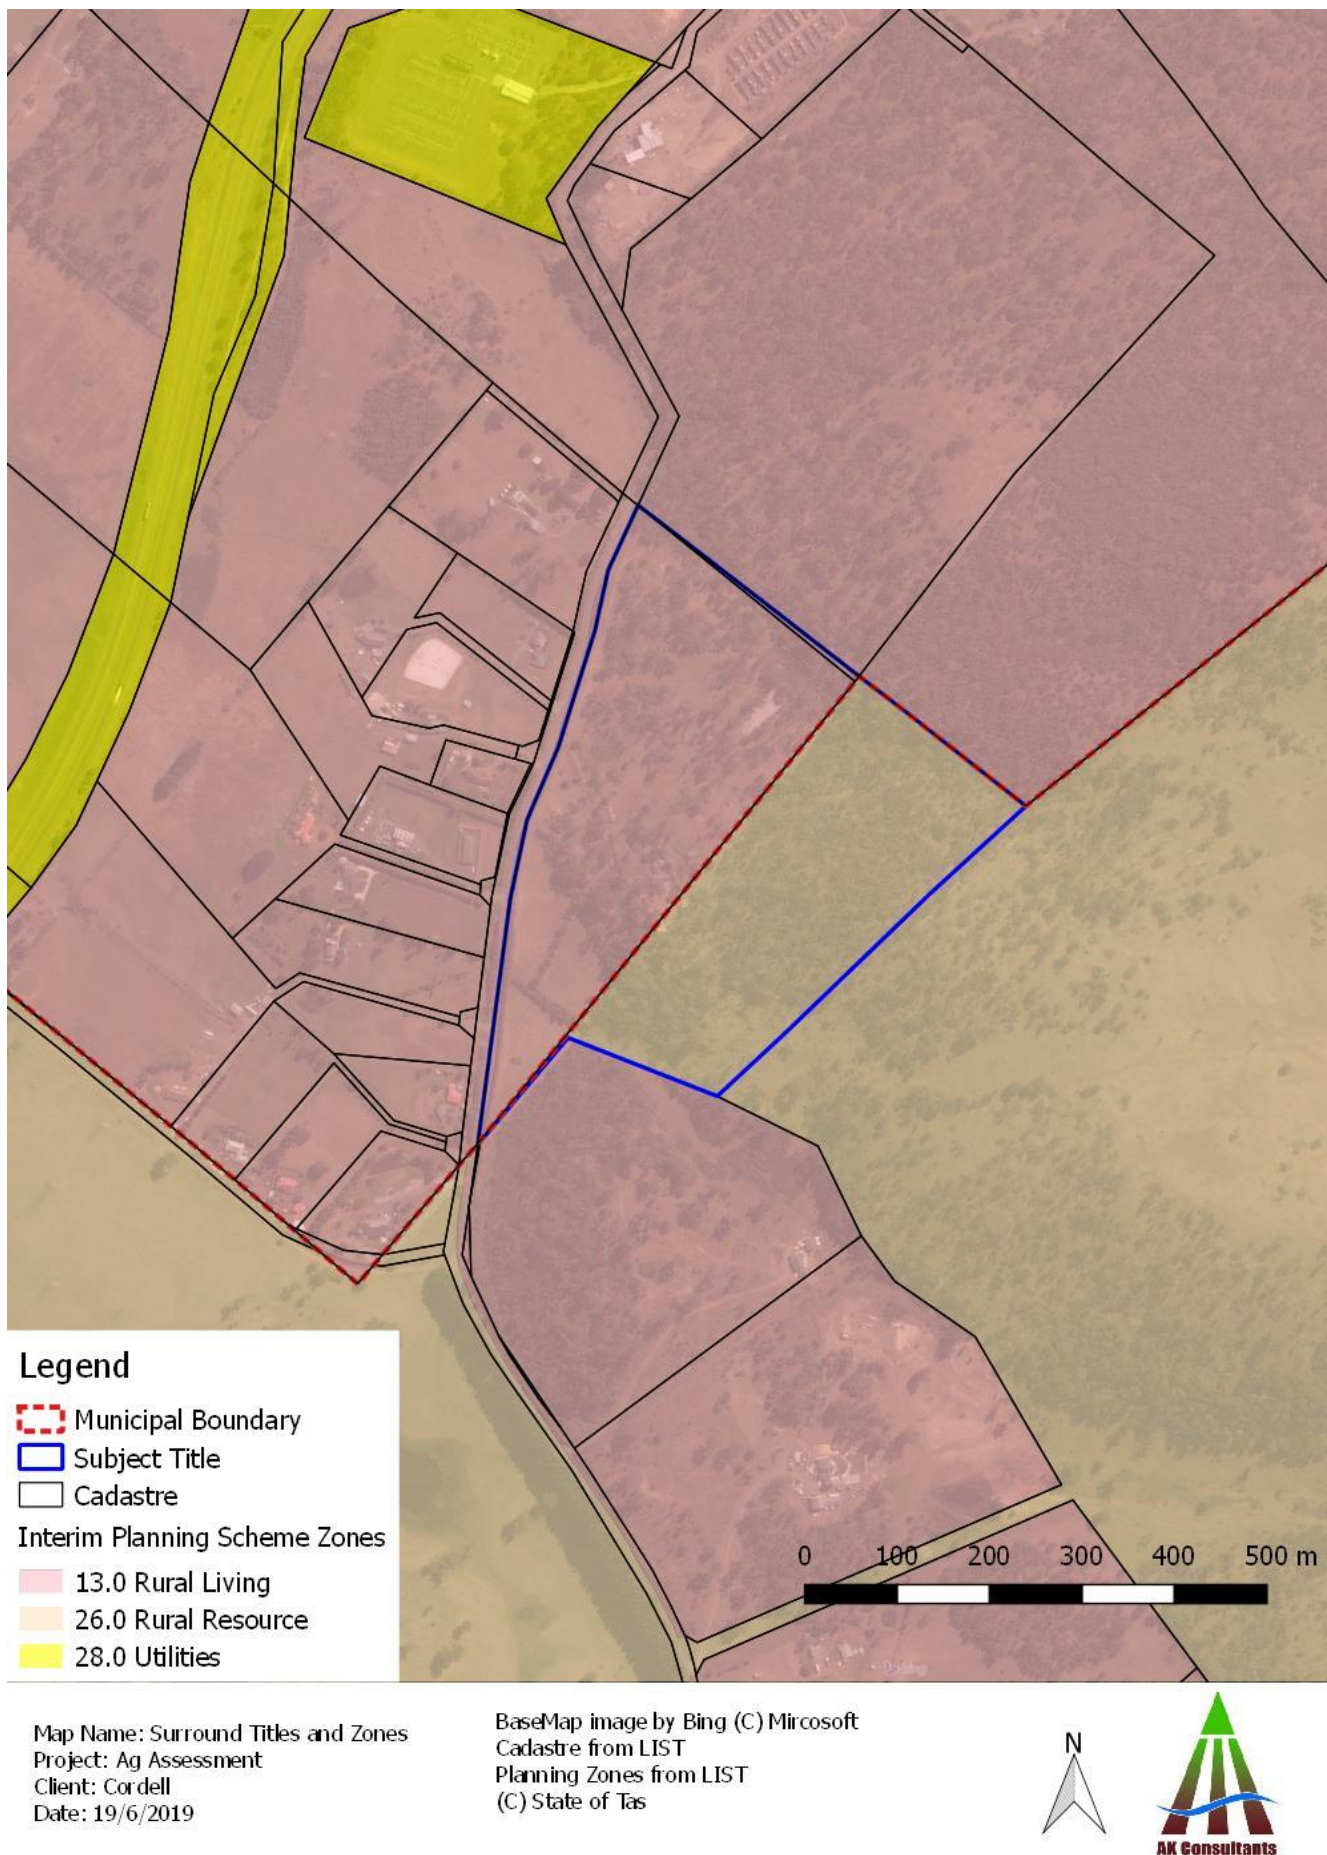 Legend
Municipal Boundary
Subject Title
Cadastre
Interim Planning Scheme Zones
13.0 Rural Living
26.0 Rural Resource
28.0 Utilities
0 100 200 300 400 500 m
Map Name: Surround Titles and Zones
Project: Ag Assessment
Client: Cordell
Date: 19/6/2019
BaseMap image by Bing (C) Mircosoft
Cadastre from LIST
Planning Zones from LIST
(C) State of Tas
N
AK Consultants